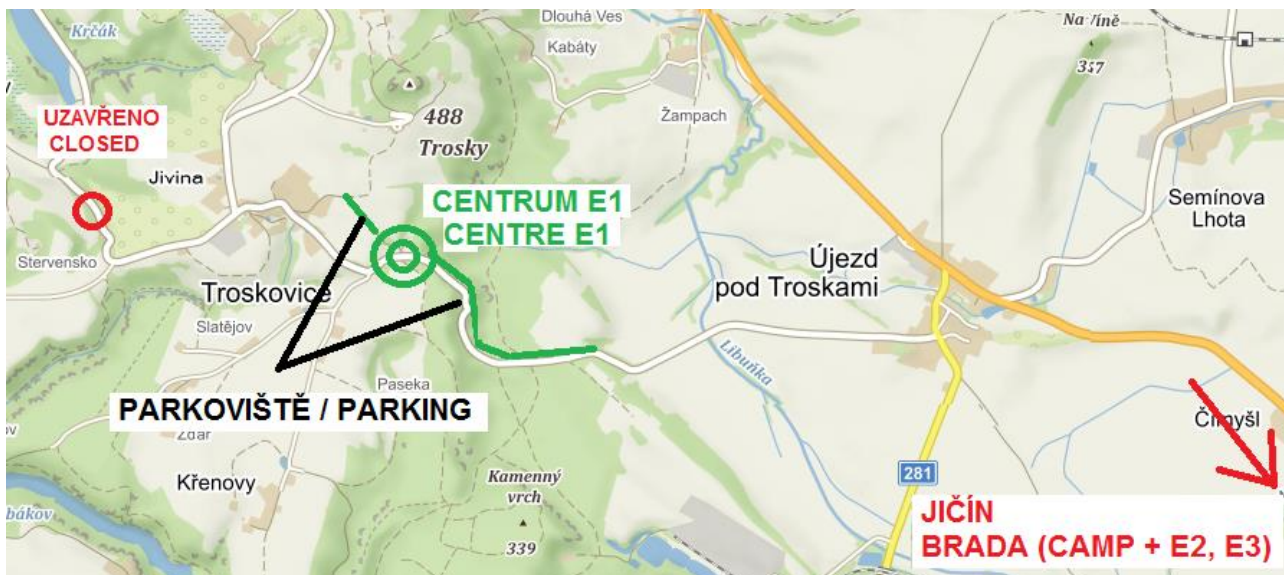 Krčák
UZAVŘENO
CLOSED
Jivina
Stervensko
Dlouhá Ves
Kabáty
488
Trosky
Žampach
Na
357
CENTRUM E1
CENTRE E1
Semínova
Lhota
Újezd
pod Troskami
Troskovice
Slatějov
Libuňka
Paseka
PARKOVIŠTĚ / PARKING
Žďár
Křenovy
Kamenný
vrch
339
281
JIČÍN
BRADA (CAMP + E2, E3)